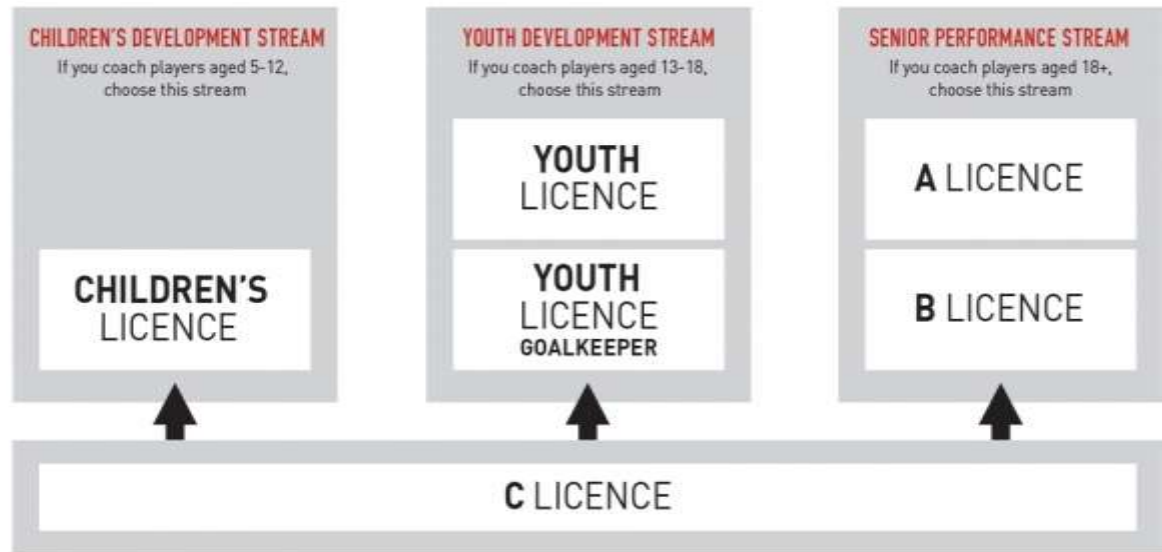 CHILDREN'S DEVELOPMENT STREAM
If you coach players aged 5-12,
choose this stream
CHILDREN'S
LICENCE
YOUTH DEVELOPMENT STREAM
If you coach players aged 13-18,
choose this stream
YOUTH
LICENCE
YOUTH
LICENCE
GOALKEEPER
SENIOR PERFORMANCE STREAM
If you coach players aged 18+,
choose this stream
A LICENCE
B LICENCE
C LICENCE